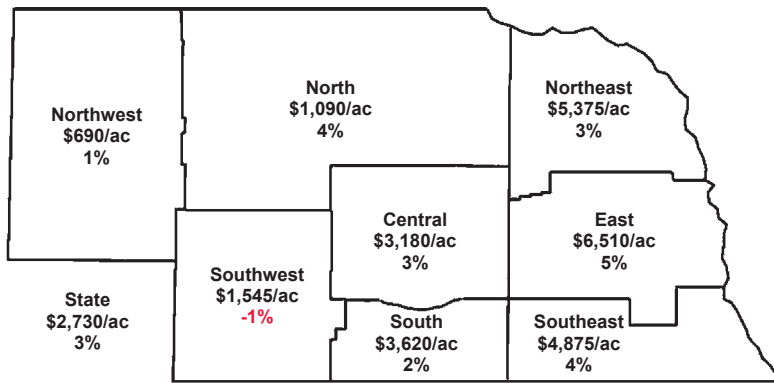 Northwest
$690/ac
1%
North
$1,090/ac
4%
Northeast
$5,375/ac
3%
Central
$3,180/ac
3%
East
$6,510/ac
5%
Southwest
$1,545/ac
-1%
State
$2,730/ac
3%
South
$3,620/ac
2%
Southeast
$4,875/ac
4%